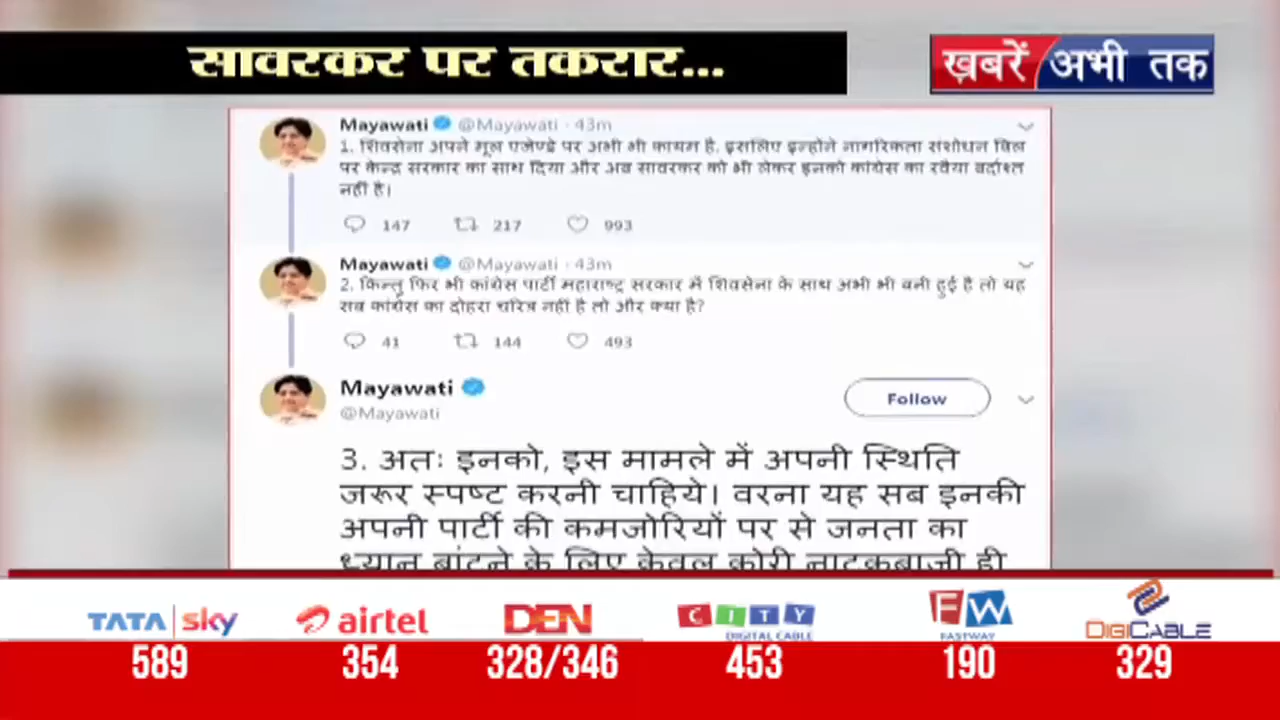 सावरकर पर तकरार...
ख़बरें अभी तक
Mayawati @Mayawati · 43m
1. शिवसेना अपने मूल एजेण्डे पर अभी भी कायम है, इसलिए इन्होंने नागरिकता संशोधन बिल
पर केन्द्र सरकार का साथ दिया और अब सावरकर को भी लेकर इनको कांग्रेस का रवैया बर्दाश्त
नहीं है।
147 217 993
Mayawati @Mayawati · 43m
2. किन्तु फिर भी कांग्रेस पार्टी महाराष्ट्र सरकार में शिवसेना के साथ अभी भी बनी हुई है तो यह
सब कांग्रेस का दोहरा चरित्र नहीं है तो और क्या है?
41 144 493
Mayawati
@Mayawati
Follow
3. अतः इनको, इस मामले में अपनी स्थिति
जरूर स्पष्ट करनी चाहिये। वरना यह सब इनकी
अपनी पार्टी की कमजोरियों पर से जनता का
ध्यान बांटने के लिए केवल कोरी नाटकबाजी ही
TATA sky airtel DEN CITY FW DIGICABLE
DIGITAL CABLE FASTWAY
589 354 328/346 453 190 329